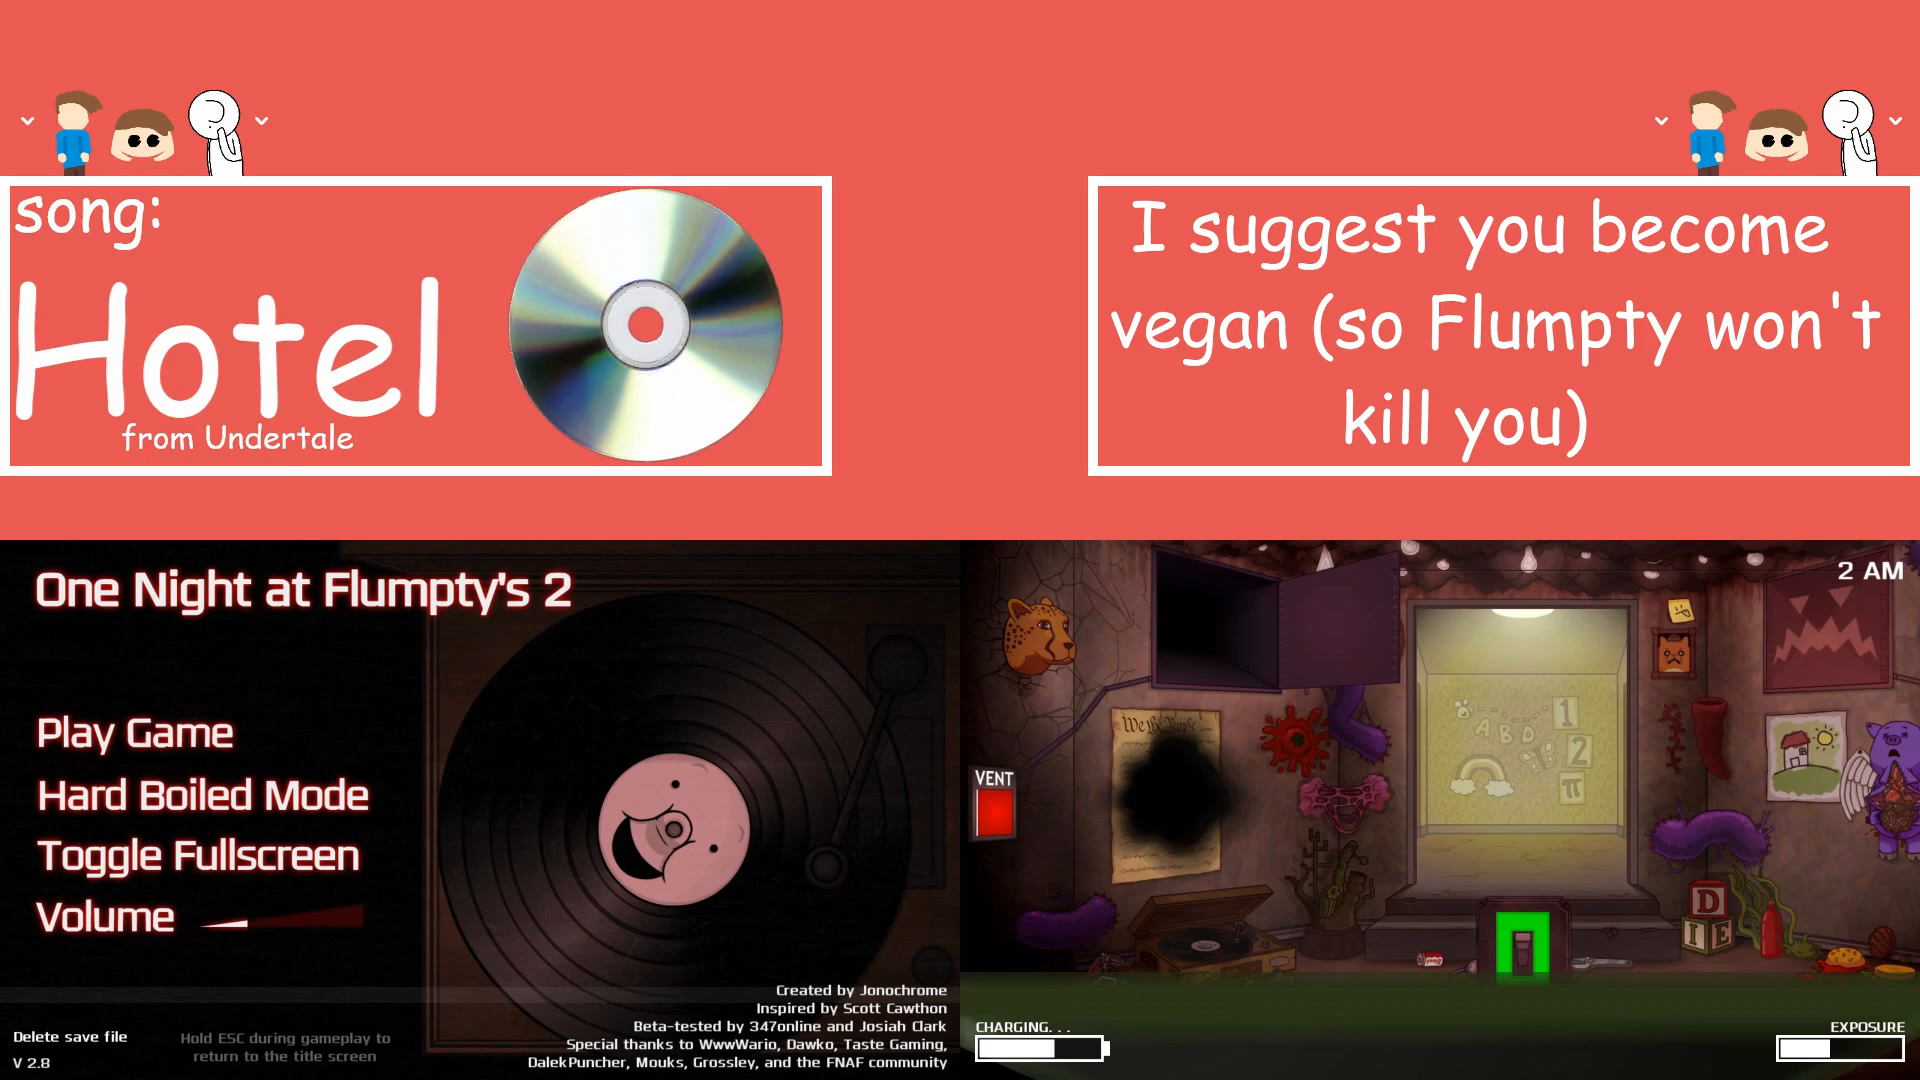 song:
Hotel
from Undertale
I suggest you become
vegan (so Flumpty won't
kill you)
One Night at Flumpty's 2
Play Game
Hard Boiled Mode
Toggle Fullscreen
Volume
Created by Jonochrome
Inspired by Scott Cawthon
Beta-tested by 347online and Josiah Clark
Special thanks to WwwWario, Dawko, Taste Gaming,
DalekPuncher, Mouks, Grossley, and the FNAF community
Delete save file
V 2.8
Hold ESC during gameplay to
return to the title screen
2 AM
We the People
VENT
A B D
1
2
π
D
I E
CHARGING. . .
EXPOSURE